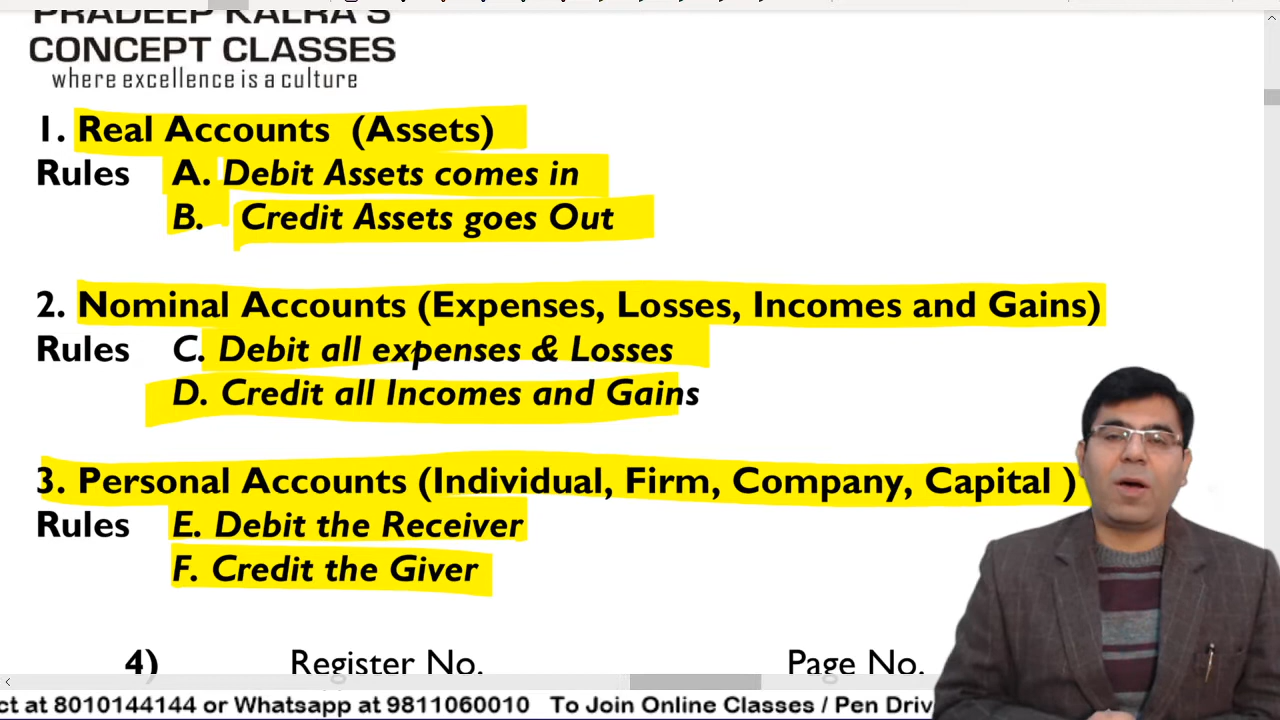 PRADEEP KALRA'S
CONCEPT CLASSES
where excellence is a culture
1. Real Accounts (Assets)
Rules A. Debit Assets comes in
B. Credit Assets goes Out
2. Nominal Accounts (Expenses, Losses, Incomes and Gains)
Rules C. Debit all expenses & Losses
D. Credit all Incomes and Gains
3. Personal Accounts (Individual, Firm, Company, Capital )
Rules E. Debit the Receiver
F. Credit the Giver
4) Register No. Page No.
ct at 8010144144 or Whatsapp at 9811060010 To Join Online Classes / Pen Driv